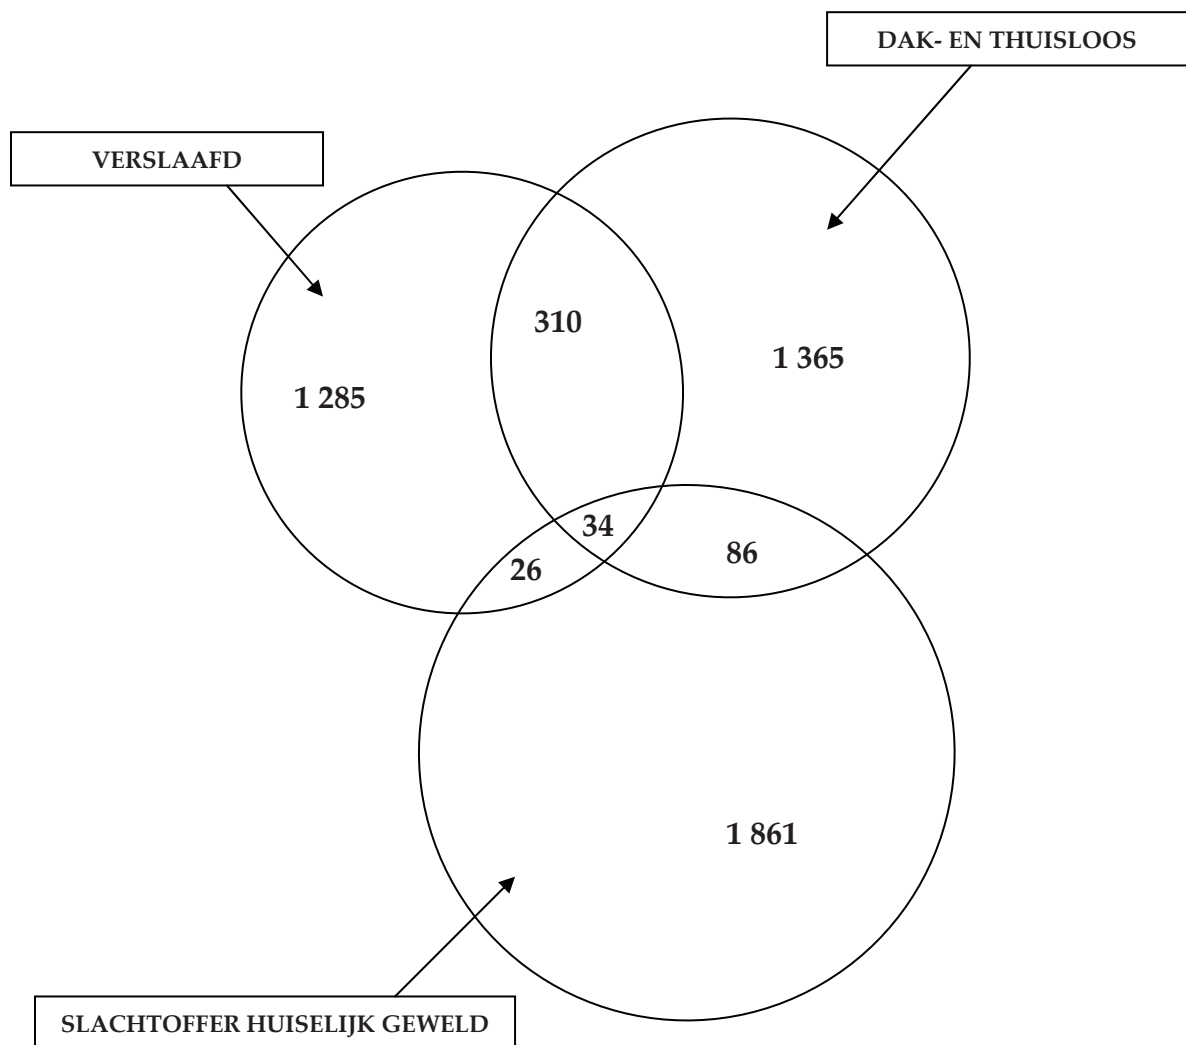 DAK- EN THUISLOOS
VERSLAAFD
310
1 365
1 285
34
86
26
1 861
SLACHTOFFER HUISELIJK GEWELD